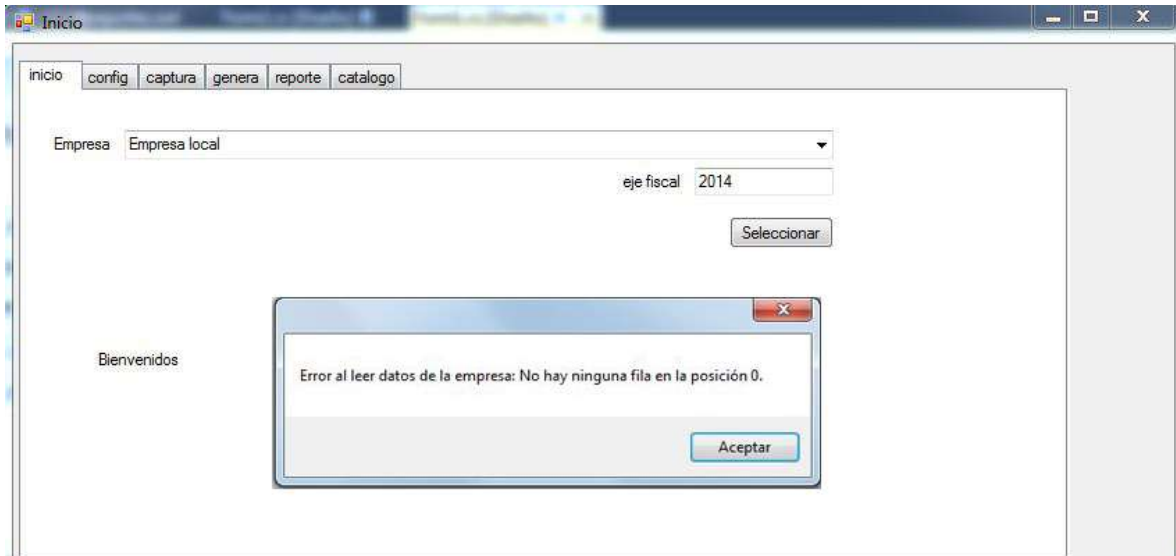 Inicio
inicio config captura genera reporte catalogo
Empresa Empresa local
eje fiscal 2014
Seleccionar
Bienvenidos
Error al leer datos de la empresa: No hay ninguna fila en la posición 0.
Aceptar